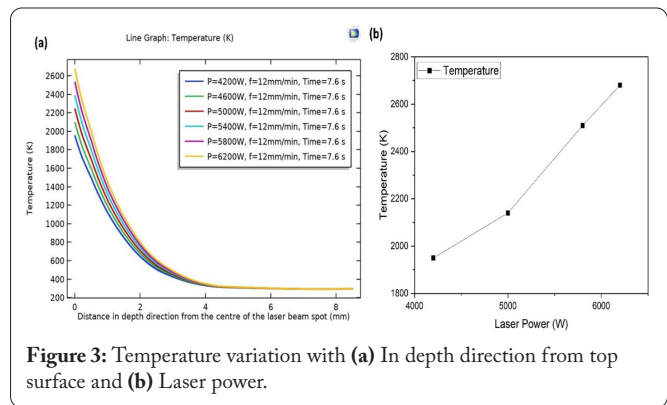 (a)
Line Graph: Temperature (K)
Temperature (K)
2600
2400
2200
2000
1800
1600
1400
1200
1000
800
600
400
200
P=4200W, f=12mm/min, Time=7.6 s
P=4600W, f=12mm/min, Time=7.6 s
P=5000W, f=12mm/min, Time=7.6 s
P=5400W, f=12mm/min, Time=7.6 s
P=5800W, f=12mm/min, Time=7.6 s
P=6200W, f=12mm/min, Time=7.6 s
0 2 4 6 8
Distance in depth direction from the centre of the laser beam spot (mm)
(b)
Temperature (K)
2800
2600
2400
2200
2000
1800
Temperature
4000 5000 6000
Laser Power (W)
Figure 3: Temperature variation with (a) In depth direction from top
surface and (b) Laser power.